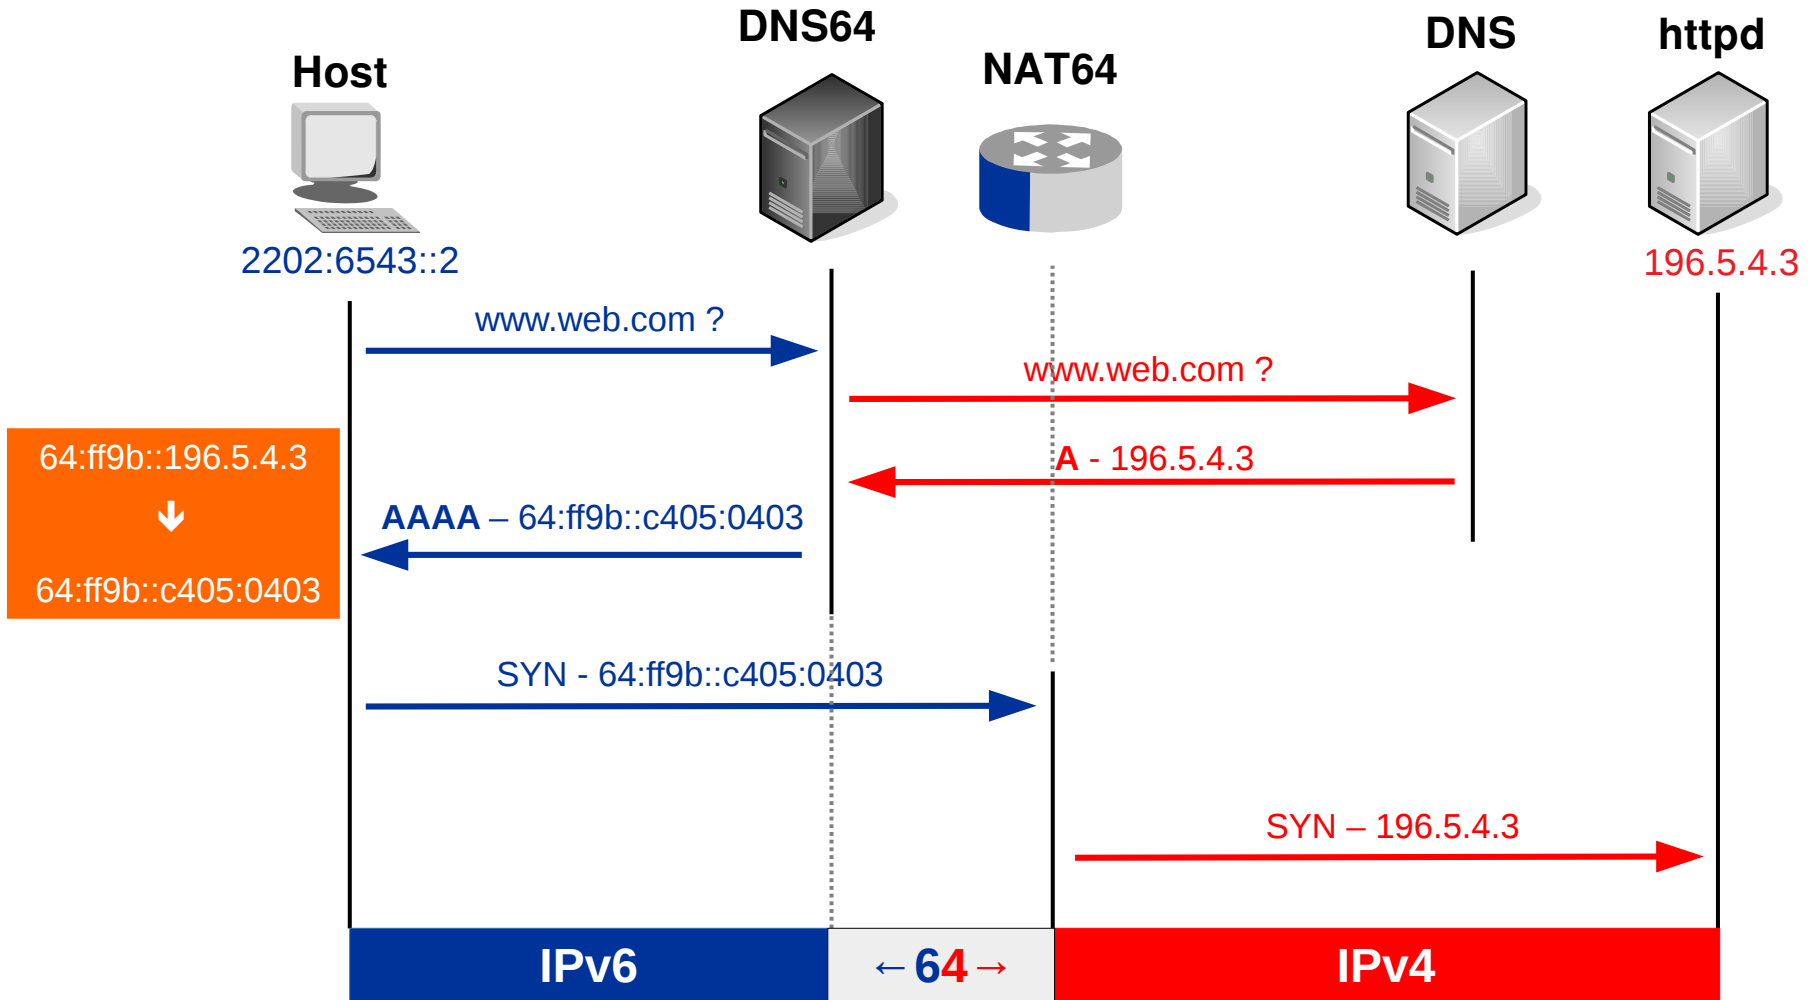 DNS64
DNS
httpd
Host
NAT64
2202:6543::2
196.5.4.3
www.web.com ?
www.web.com ?
64:ff9b::196.5.4.3
A - 196.5.4.3
AAAA – 64:ff9b::c405:0403
64:ff9b::c405:0403
SYN - 64:ff9b::c405:0403
SYN – 196.5.4.3
IPv6
←64→
IPv4